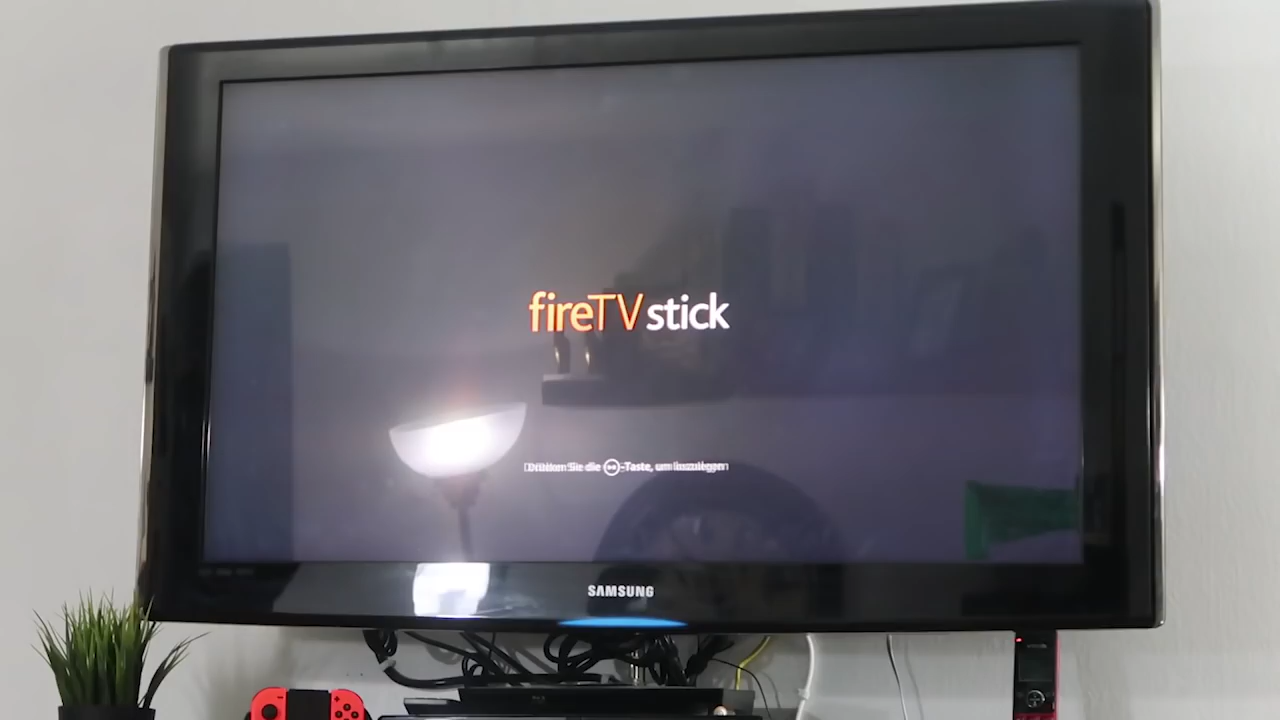 fireTV stick
Drücken Sie die -Taste, um loszulegen
SAMSUNG